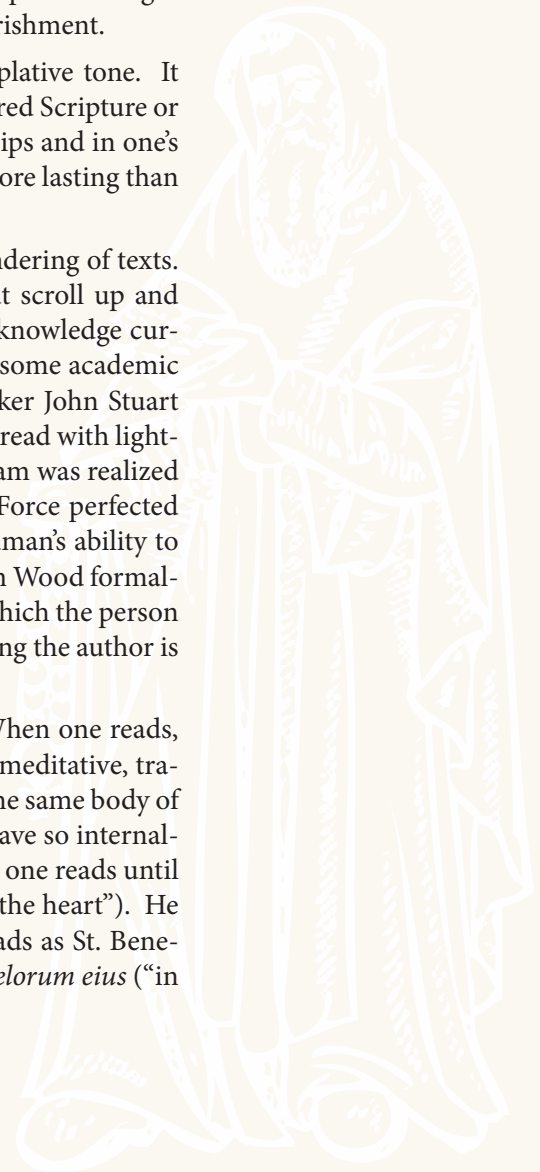 rishment.
plative tone. It
red Scripture or
ips and in one’s
ore lasting than
ndering of texts.
t scroll up and
knowledge cur-
some academic
ker John Stuart
read with light-
am was realized
Force perfected
man’s ability to
n Wood formal-
hich the person
ng the author is
When one reads,
meditative, tra-
ne same body of
ave so internal-
one reads until
the heart”). He
ads as St. Bene-
elorum eius (“in